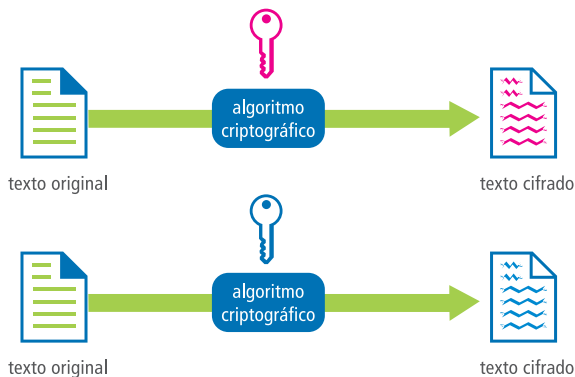 algoritmo
criptográfico
texto original
texto cifrado
algoritmo
criptográfico
texto original
texto cifrado